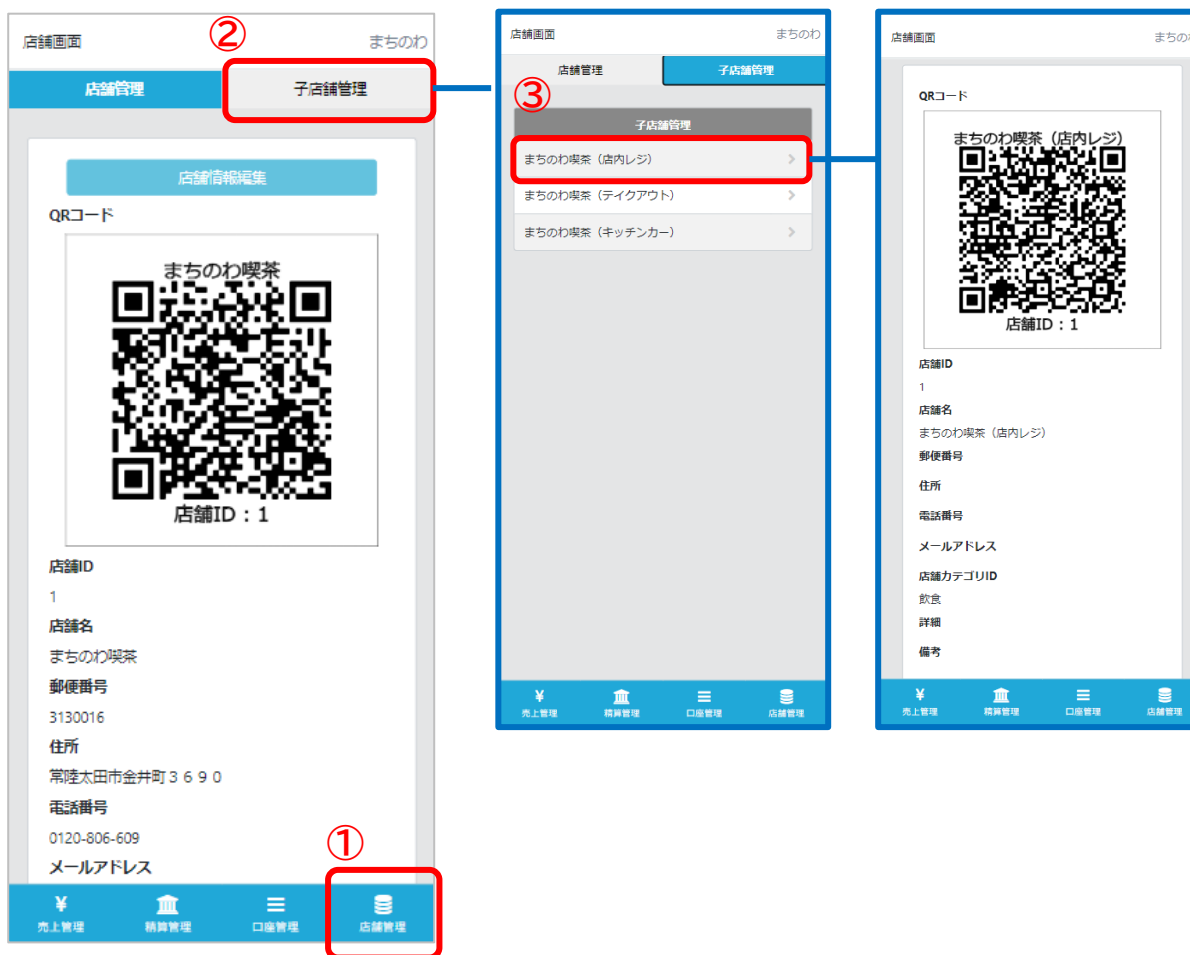 店舗画面
②
まちのわ
店舗管理
子店舗管理
店舗情報編集
QRコード
まちのわ喫茶
店舗ID：1
店舗ID
1
店舗名
まちのわ喫茶
郵便番号
3130016
住所
常陸太田市金井町３６９０
電話番号
0120-806-609
メールアドレス
①
¥
売上管理
精算管理
口座管理
店舗管理
店舗画面
まちのわ
店舗管理
子店舗管理
③
子店舗管理
まちのわ喫茶（店内レジ）
まちのわ喫茶（テイクアウト）
まちのわ喫茶（キッチンカー）
¥
売上管理
精算管理
口座管理
店舗管理
店舗画面
まちのわ
QRコード
まちのわ喫茶（店内レジ）
店舗ID：1
店舗ID
1
店舗名
まちのわ喫茶（店内レジ）
郵便番号
住所
電話番号
メールアドレス
店舗カテゴリID
飲食
詳細
備考
¥
売上管理
精算管理
口座管理
店舗管理